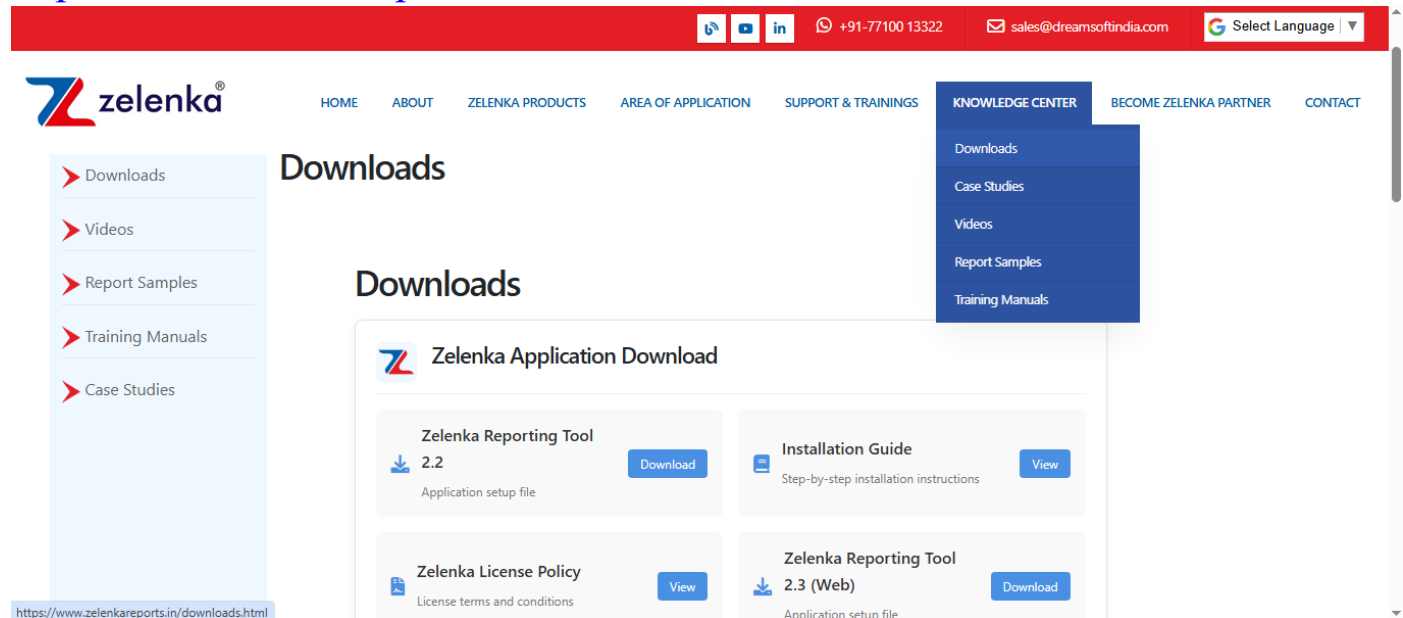 +91-77100 13322
sales@dreamsoftindia.com
Select Language ▼
zelenka®
HOME
ABOUT
ZELENKA PRODUCTS
AREA OF APPLICATION
SUPPORT & TRAININGS
KNOWLEDGE CENTER
BECOME ZELENKA PARTNER
CONTACT
Downloads
Case Studies
Videos
Report Samples
Training Manuals
Downloads
Videos
Report Samples
Training Manuals
Case Studies
Downloads
Downloads
Zelenka Application Download
Zelenka Reporting Tool
2.2
Application setup file
Download
Installation Guide
Step-by-step installation instructions
View
Zelenka License Policy
License terms and conditions
View
Zelenka Reporting Tool
2.3 (Web)
Application setup file
Download
https://www.zelenkareports.in/downloads.html